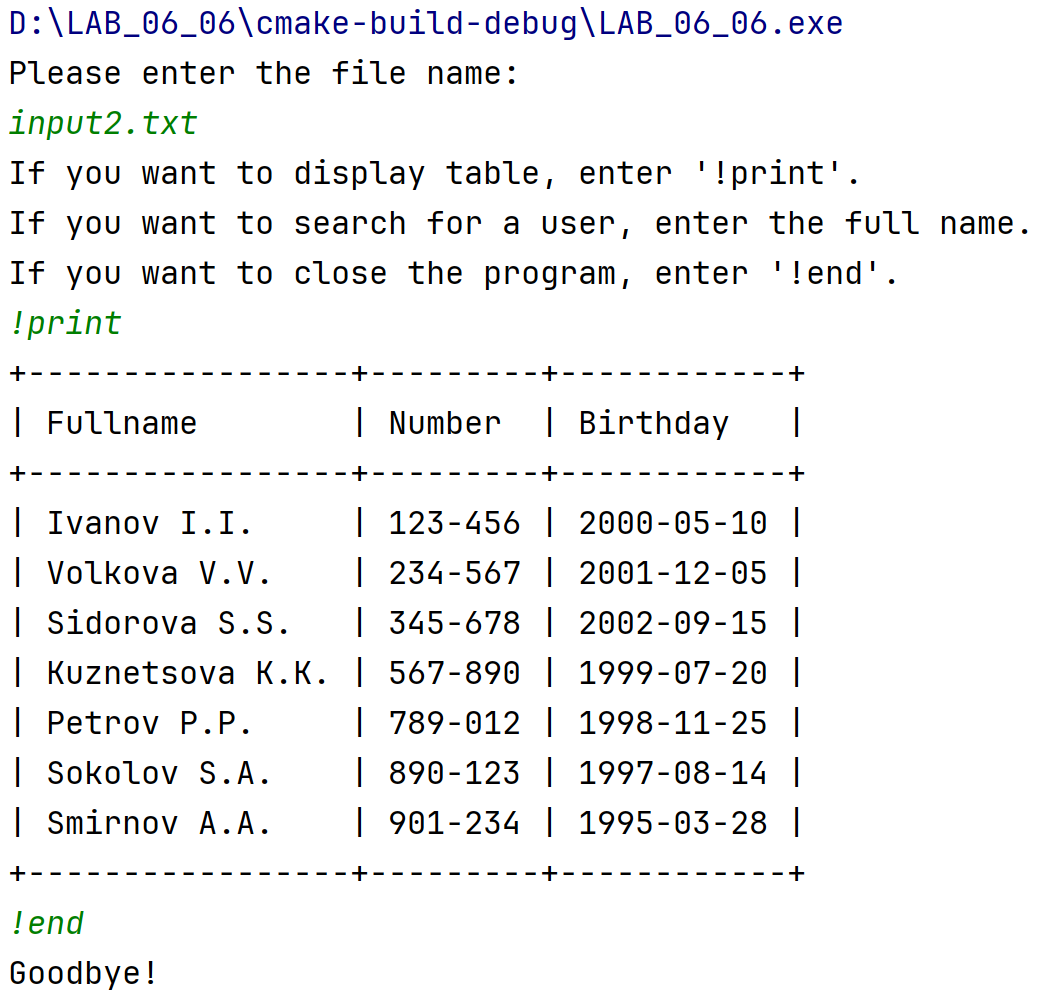 D:\LAB_06_06\cmake-build-debug\LAB_06_06.exe
Please enter the file name:
input2.txt
If you want to display table, enter '!print'.
If you want to search for a user, enter the full name.
If you want to close the program, enter '!end'.
!print
+-----------------+---------+------------+
| Fullname        | Number  | Birthday   |
+-----------------+---------+------------+
| Ivanov I.I.     | 123-456 | 2000-05-10 |
| Volkova V.V.    | 234-567 | 2001-12-05 |
| Sidorova S.S.   | 345-678 | 2002-09-15 |
| Kuznetsova K.K. | 567-890 | 1999-07-20 |
| Petrov P.P.     | 789-012 | 1998-11-25 |
| Sokolov S.A.    | 890-123 | 1997-08-14 |
| Smirnov A.A.    | 901-234 | 1995-03-28 |
+-----------------+---------+------------+
!end
Goodbye!